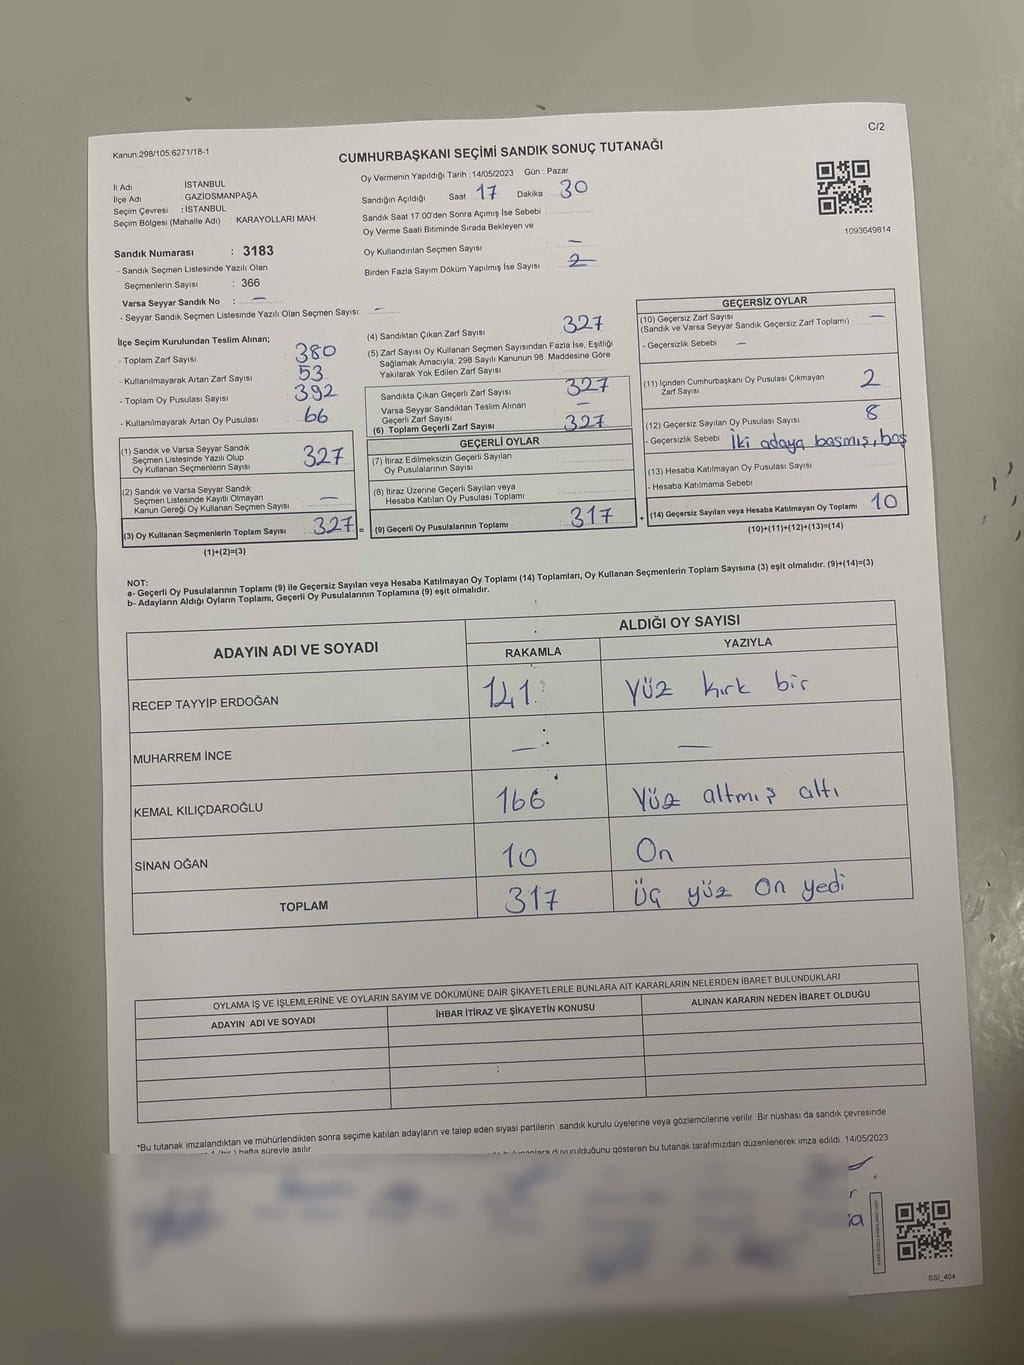 C/2
Kanun:298/105;6271/18-1
CUMHURBAŞKANI SEÇİMİ SANDIK SONUÇ TUTANAĞI
İl Adı İSTANBUL
İlçe Adı : GAZİOSMANPAŞA
Seçim Çevresi : İSTANBUL
Seçim Bölgesi (Mahalle Adı) : KARAYOLLARI MAH.
Sandık Numarası : 3183
- Sandık Seçmen Listesinde Yazılı Olan
Seçmenlerin Sayısı : 366
Varsa Seyyar Sandık No : —
- Seyyar Sandık Seçmen Listesinde Yazılı Olan Seçmen Sayısı: —
Oy Vermenin Yapıldığı Tarih : 14/05/2023 Gün : Pazar
Sandığın Açıldığı Saat 17 Dakika 30
Sandık Saat 17:00'den Sonra Açımış İse Sebebi :
Oy Verme Saati Bitiminde Sırada Bekleyen ve
Oy Kullandırılan Seçmen Sayısı : —
Birden Fazla Sayım Döküm Yapılmış İse Sayısı : 2
1093649814
İlçe Seçim Kurulundan Teslim Alınan;
- Toplam Zarf Sayısı : 380
- Kullanılmayarak Artan Zarf Sayısı : 53
- Toplam Oy Pusulası Sayısı : 392
- Kullanılmayarak Artan Oy Pusulası : 66
(1) Sandık ve Varsa Seyyar Sandık
Seçmen Listesinde Yazılı Olup
Oy Kullanan Seçmenlerin Sayısı : 327
(2) Sandık ve Varsa Seyyar Sandık
Seçmen Listesinde Kayıtlı Olmayan
Kanun Gereği Oy Kullanan Seçmen Sayısı —
(3) Oy Kullanan Seçmenlerin Toplam Sayısı : 327 =
(1)+(2)=(3)
(4) Sandıktan Çıkan Zarf Sayısı : 327
(5) Zarf Sayısı Oy Kullanan Seçmen Sayısından Fazla İse, Eşitliği
Sağlamak Amacıyla, 298 Sayılı Kanunun 98. Maddesine Göre
Yakılarak Yok Edilen Zarf Sayısı :
Sandıkta Çıkan Geçerli Zarf Sayısı : 327
Varsa Seyyar Sandıktan Teslim Alınan
Geçerli Zarf Sayısı : —
(6) Toplam Geçerli Zarf Sayısı : 327
GEÇERLİ OYLAR
(7) İtiraz Edilmeksizin Geçerli Sayılan
Oy Pusulalarının Sayısı :
(8) İtiraz Üzerine Geçerli Sayılan veya
Hesaba Katılan Oy Pusulası Toplamı :
(9) Geçerli Oy Pusulalarının Toplamı : 317 +
GEÇERSİZ OYLAR
(10) Geçersiz Zarf Sayısı : —
(Sandık ve Varsa Seyyar Sandık Geçersiz Zarf Toplamı)
- Geçersizlik Sebebi : —
(11) İçinden Cumhurbaşkanı Oy Pusulası Çıkmayan
Zarf Sayısı : 2
(12) Geçersiz Sayılan Oy Pusulası Sayısı : 8
- Geçersizlik Sebebi : İki adaya basmış, boş
(13) Hesaba Katılmayan Oy Pusulası Sayısı :
- Hesaba Katılmama Sebebi :
(14) Geçersiz Sayılan veya Hesaba Katılmayan Oy Toplamı : 10
(10)+(11)+(12)+(13)=(14)
NOT:
a- Geçerli Oy Pusulalarının Toplamı (9) ile Geçersiz Sayılan veya Hesaba Katılmayan Oy Toplamı (14) Toplamları, Oy Kullanan Seçmenlerin Toplam Sayısına (3) eşit olmalıdır. (9)+(14)=(3)
b- Adayların Aldığı Oyların Toplamı, Geçerli Oy Pusulalarının Toplamına (9) eşit olmalıdır.
ADAYIN ADI VE SOYADI ALDIĞI OY SAYISI
RAKAMLA YAZIYLA
RECEP TAYYİP ERDOĞAN 141 Yüz kırk bir
MUHARREM İNCE — —
KEMAL KILIÇDAROĞLU 166 Yüz altmış altı
SİNAN OĞAN 10 On
TOPLAM 317 Üç yüz on yedi
OYLAMA İŞ VE İŞLEMLERİNE VE OYLARIN SAYIM VE DÖKÜMÜNE DAİR ŞİKAYETLERLE BUNLARA AİT KARARLARIN NELERDEN İBARET BULUNDUKLARI
ADAYIN ADI VE SOYADI İHBAR İTİRAZ VE ŞİKAYETİN KONUSU ALINAN KARARIN NEDEN İBARET OLDUĞU
*Bu tutanak imzalandıktan ve mühürlendikten sonra seçime katılan adayların ve talep eden siyasi partilerin sandık kurulu üyelerine veya gözlemcilerine verilir. Bir nüshası da sandık çevresinde
hafta süreyle asılır. duyurulduğunu gösteren bu tutanak tarafımızdan düzenlenerek imza edildi. 14/05/2023
SSI_404